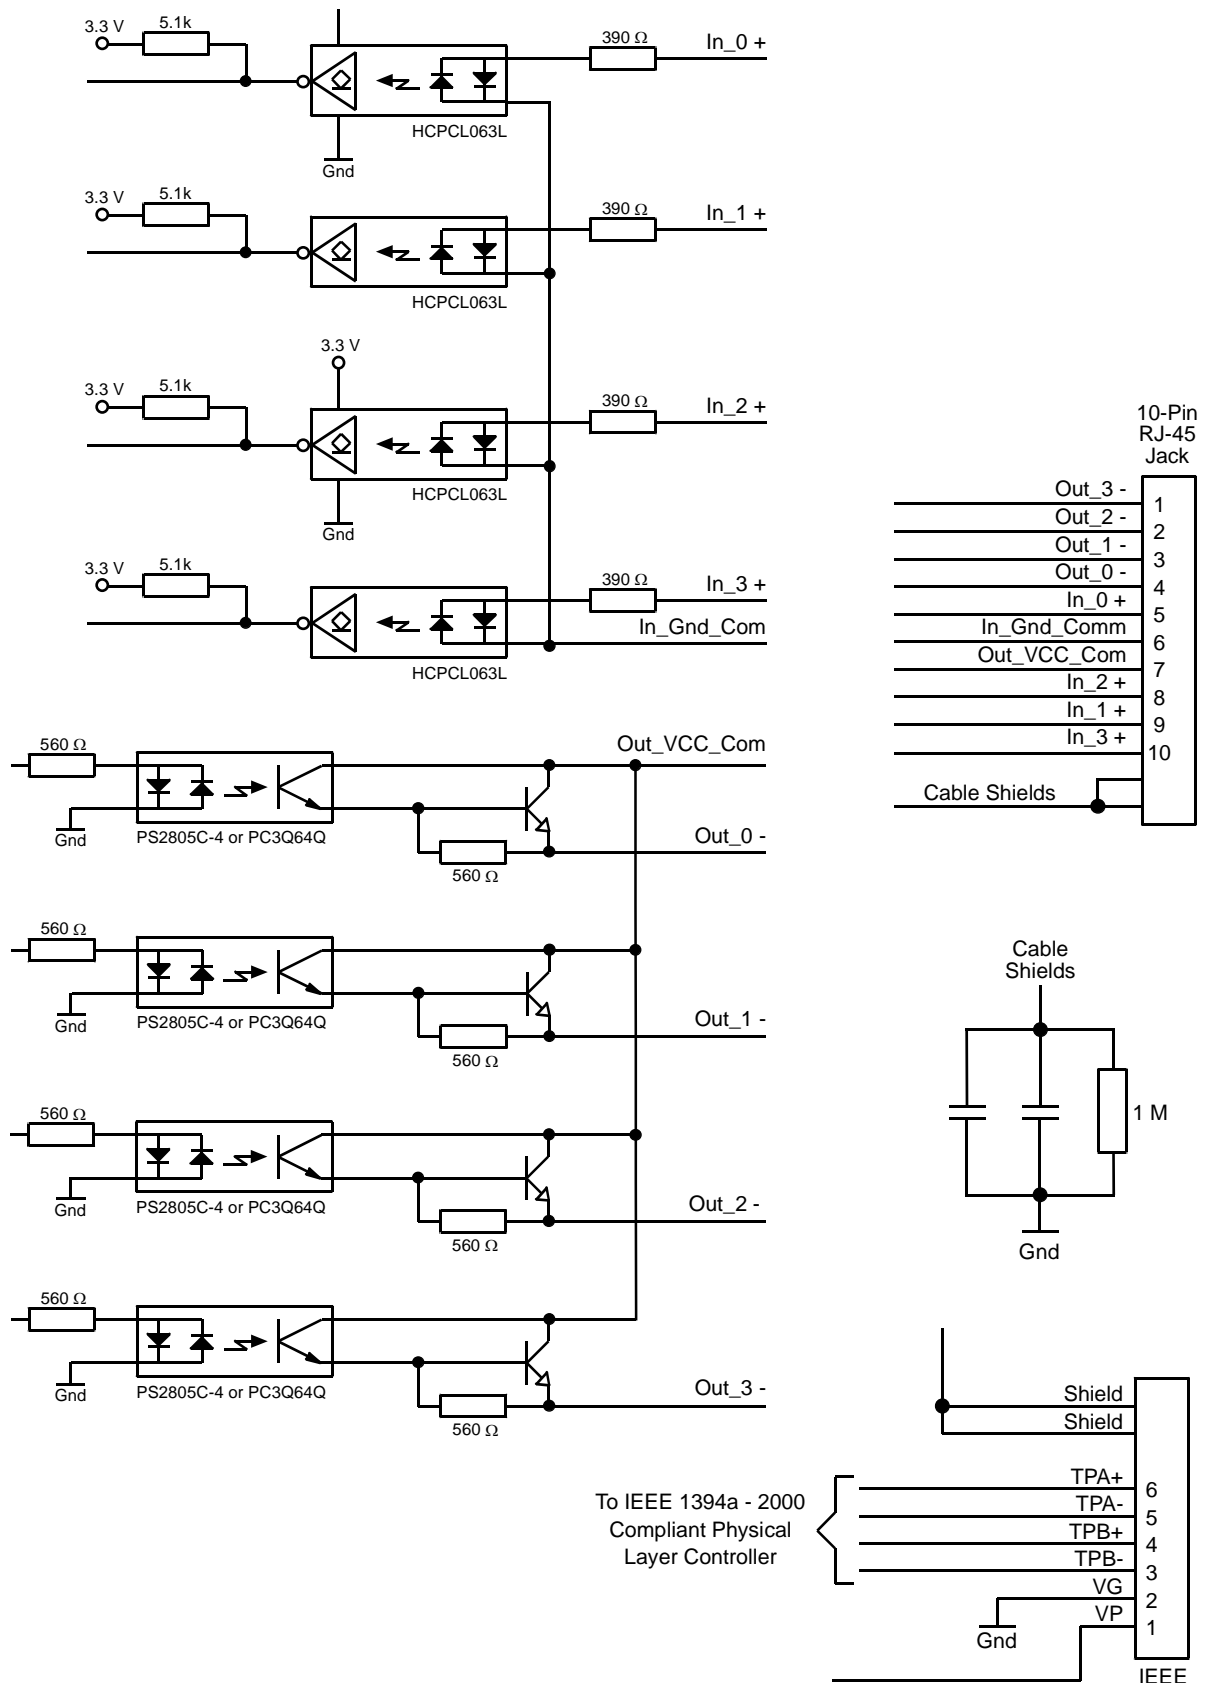 3.3 V
5.1k
390 Ω
In_0 +
HCPCL063L
Gnd
3.3 V
5.1k
390 Ω
In_1 +
HCPCL063L
3.3 V
3.3 V
5.1k
390 Ω
In_2 +
HCPCL063L
Gnd
3.3 V
5.1k
390 Ω
In_3 +
In_Gnd_Com
HCPCL063L
10-Pin
RJ-45
Jack
Out_3 -
1
Out_2 -
2
Out_1 -
3
Out_0 -
4
In_0 +
5
In_Gnd_Comm
6
Out_VCC_Com
7
In_2 +
8
In_1 +
9
In_3 +
10
Cable Shields
560 Ω
Out_VCC_Com
Gnd
PS2805C-4 or PC3Q64Q
Out_0 -
560 Ω
560 Ω
Gnd
PS2805C-4 or PC3Q64Q
Out_1 -
560 Ω
560 Ω
Gnd
PS2805C-4 or PC3Q64Q
Out_2 -
560 Ω
560 Ω
Gnd
PS2805C-4 or PC3Q64Q
Out_3 -
560 Ω
Cable
Shields
1 M
Gnd
Shield
Shield
To IEEE 1394a - 2000
Compliant Physical
Layer Controller
TPA+
6
TPA-
5
TPB+
4
TPB-
3
VG
2
VP
1
Gnd
IEEE